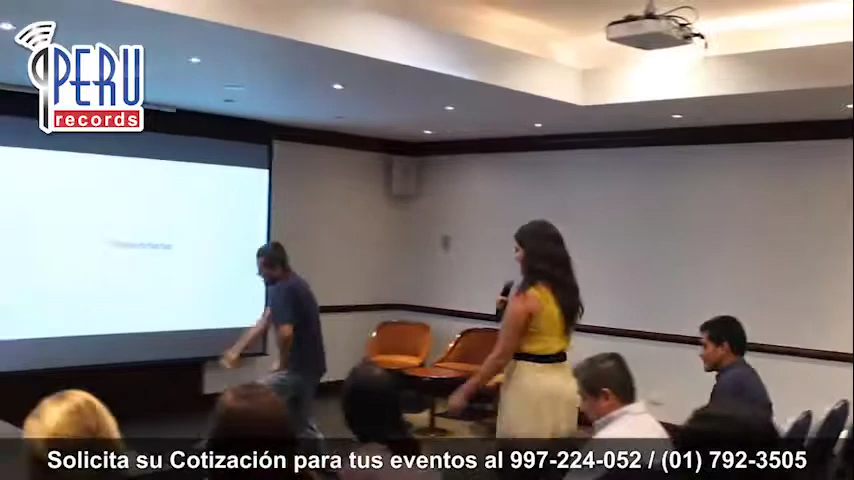 PERU
records
Solicita su Cotización para tus eventos al 997-224-052 / (01) 792-3505